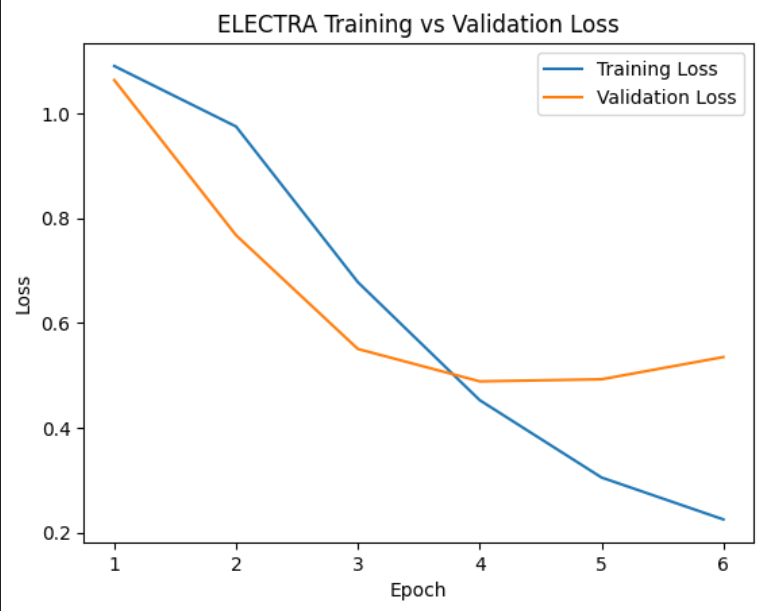 ELECTRA Training vs Validation Loss
Training Loss
Validation Loss
1.0
0.8
0.6
0.4
0.2
Loss
1 2 3 4 5 6
Epoch